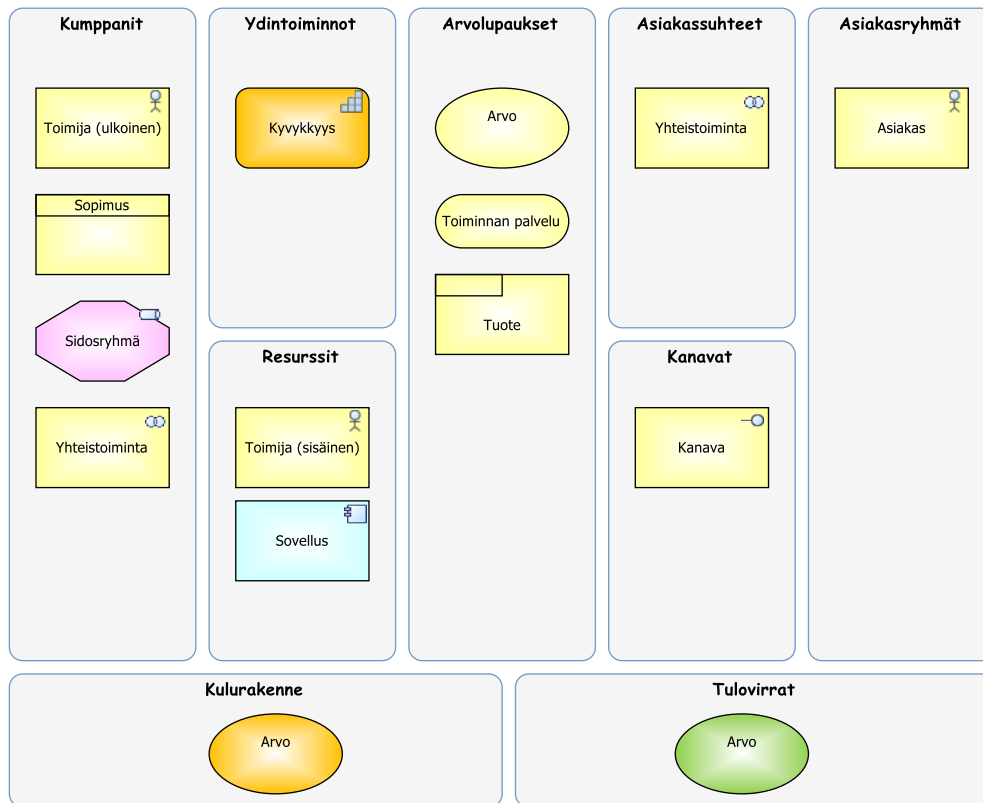 Kumppanit
Toimija (ulkoinen)
Sopimus
Sidosryhmä
Yhteistoiminta
Ydintoiminnot
Kyvykkyys
Resurssit
Toimija (sisäinen)
Sovellus
Arvolupaukset
Arvo
Toiminnan palvelu
Tuote
Asiakassuhteet
Yhteistoiminta
Kanavat
Kanava
Asiakasryhmät
Asiakas
Kulurakenne
Arvo
Tulovirrat
Arvo